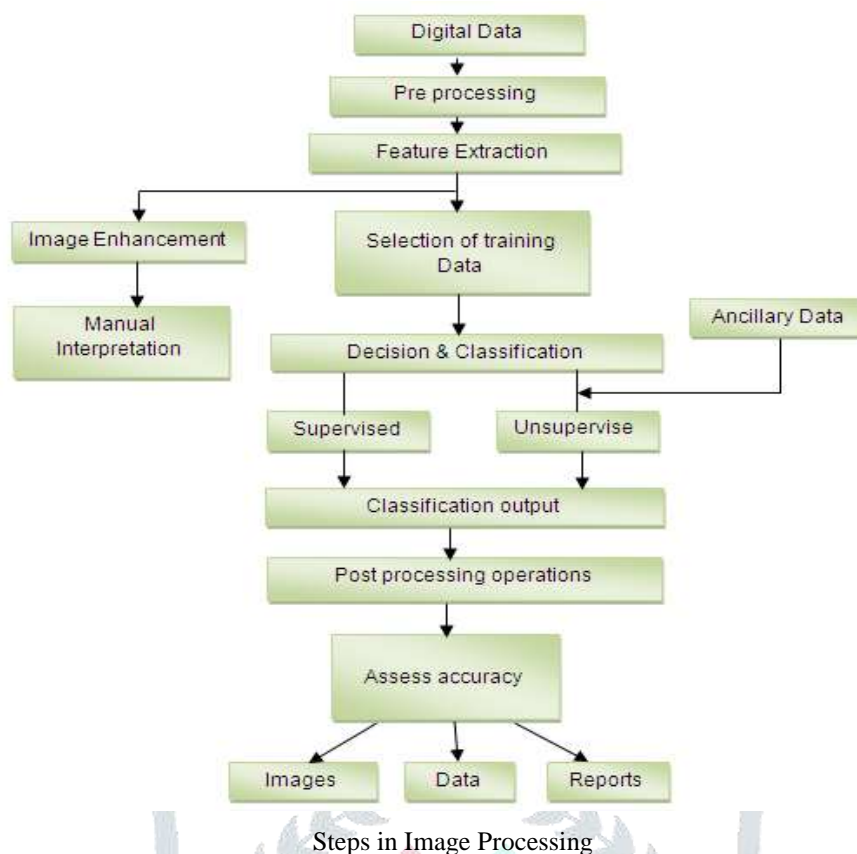 Digital Data
Pre processing
Feature Extraction
Image Enhancement
Selection of training
Data
Manual
Interpretation
Ancillary Data
Decision & Classification
Supervised
Unsupervise
Classification output
Post processing operations
Assess accuracy
Images
Data
Reports
Steps in Image Processing